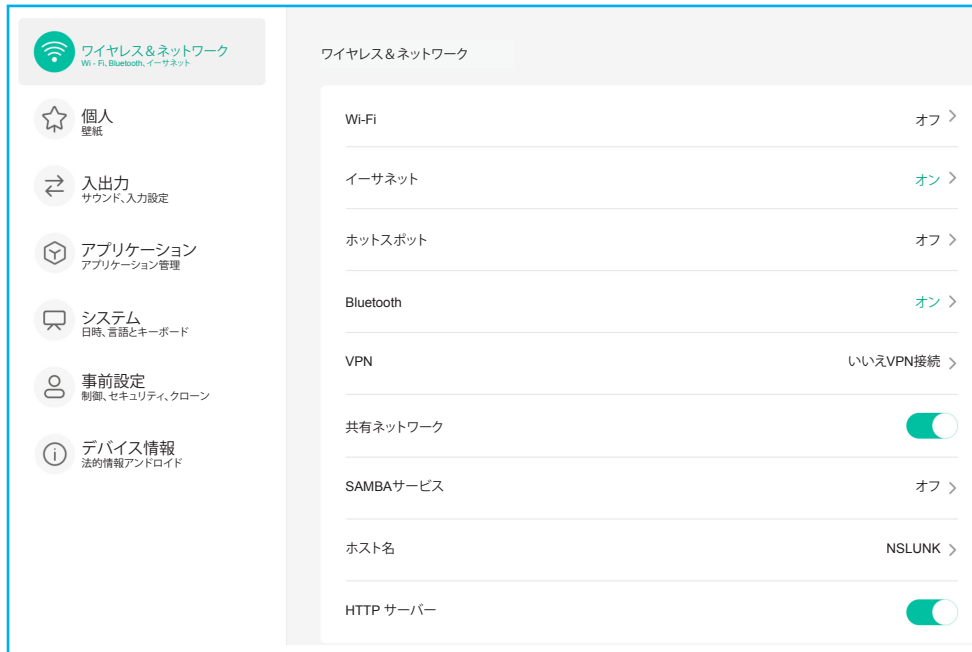 ワイヤレス&ネットワーク
Wi - Fi、Bluetooth、イーサネット
個人
壁紙
入出力
サウンド、入力設定
アプリケーション
アプリケーション管理
システム
日時、言語とキーボード
事前設定
制御、セキュリティ、クローン
デバイス情報
法的情報アンドロイド
ワイヤレス&ネットワーク
Wi-Fi オフ
イーサネット オン
ホットスポット オフ
Bluetooth オン
VPN いいえVPN接続
共有ネットワーク
SAMBAサービス オフ
ホスト名 NSLUNK
HTTP サーバー